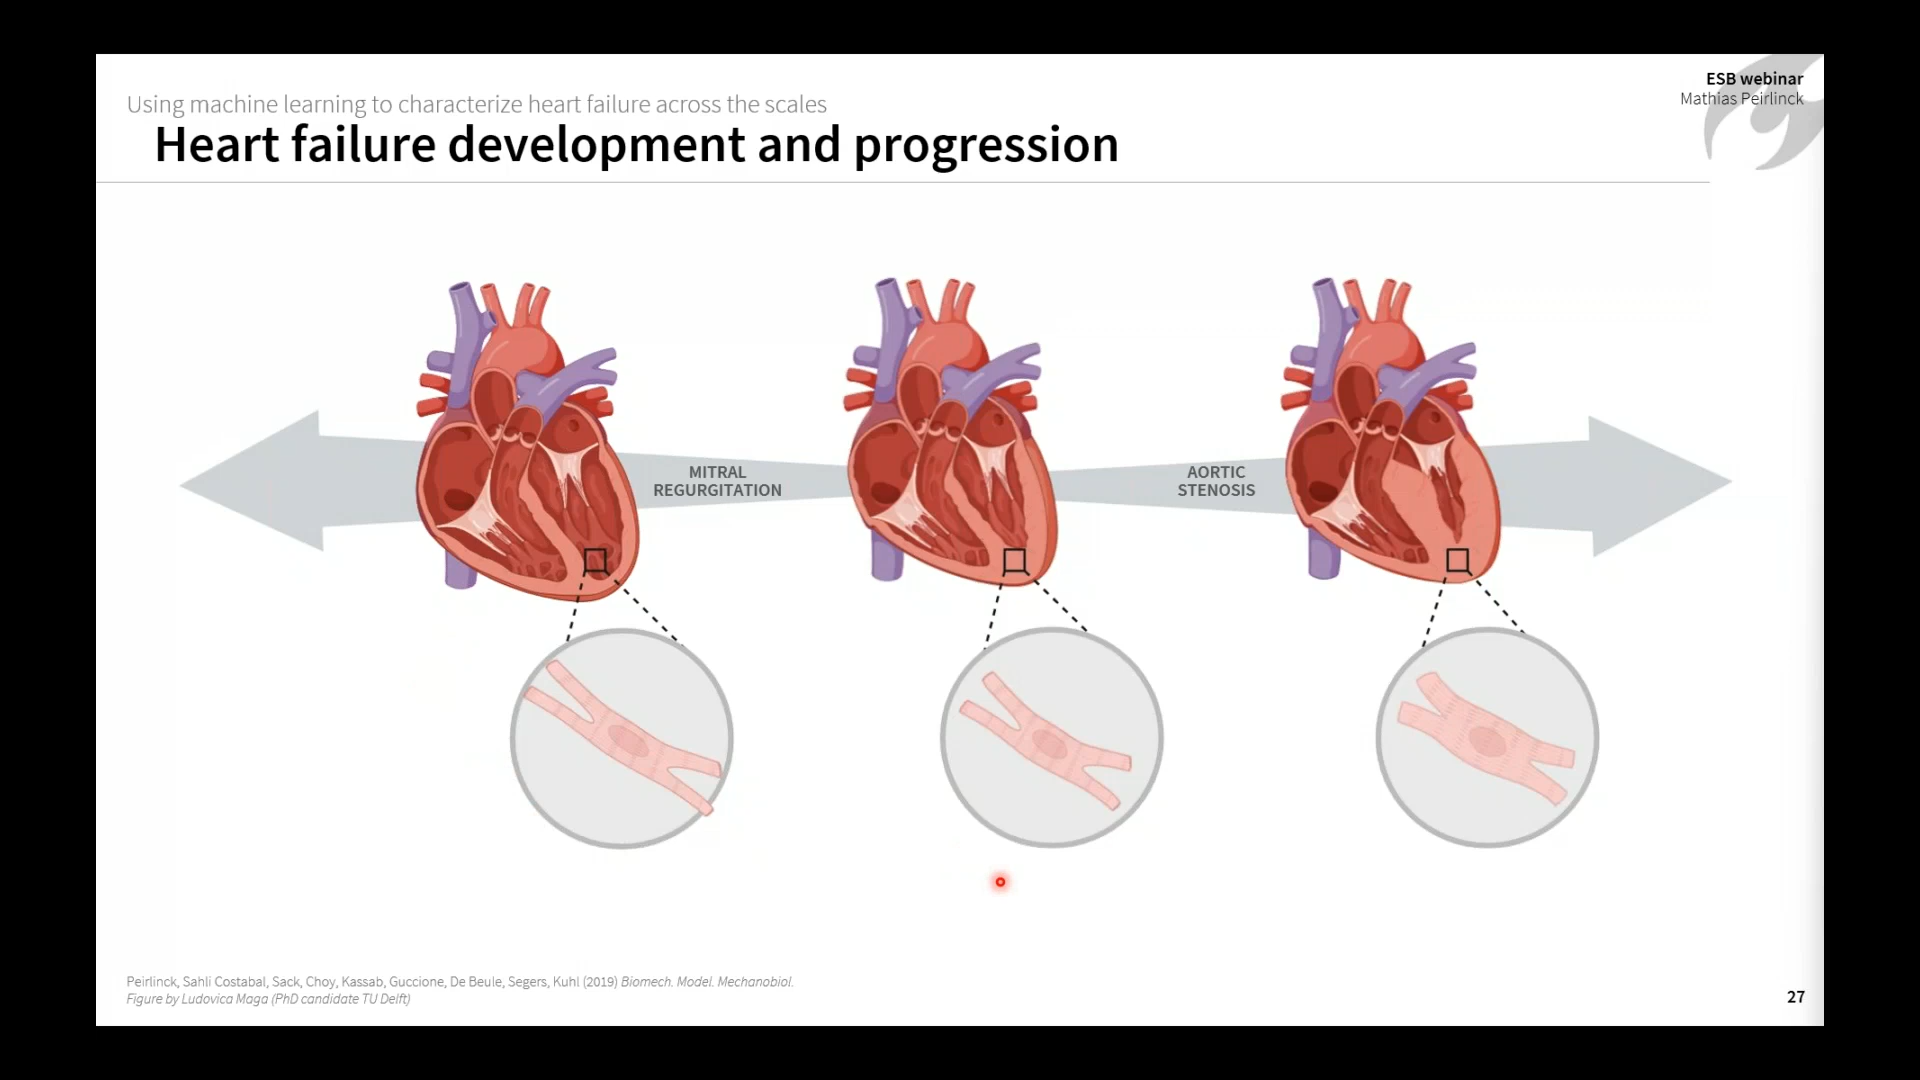 ESB webinar
Mathias Peirlinck
Using machine learning to characterize heart failure across the scales
Heart failure development and progression
MITRAL
REGURGITATION
AORTIC
STENOSIS
Peirlinck, Sahli Costabal, Sack, Choy, Kassab, Guccione, De Beule, Segers, Kuhl (2019) Biomech. Model. Mechanobiol.
Figure by Ludovica Maga (PhD candidate TU Delft)
27